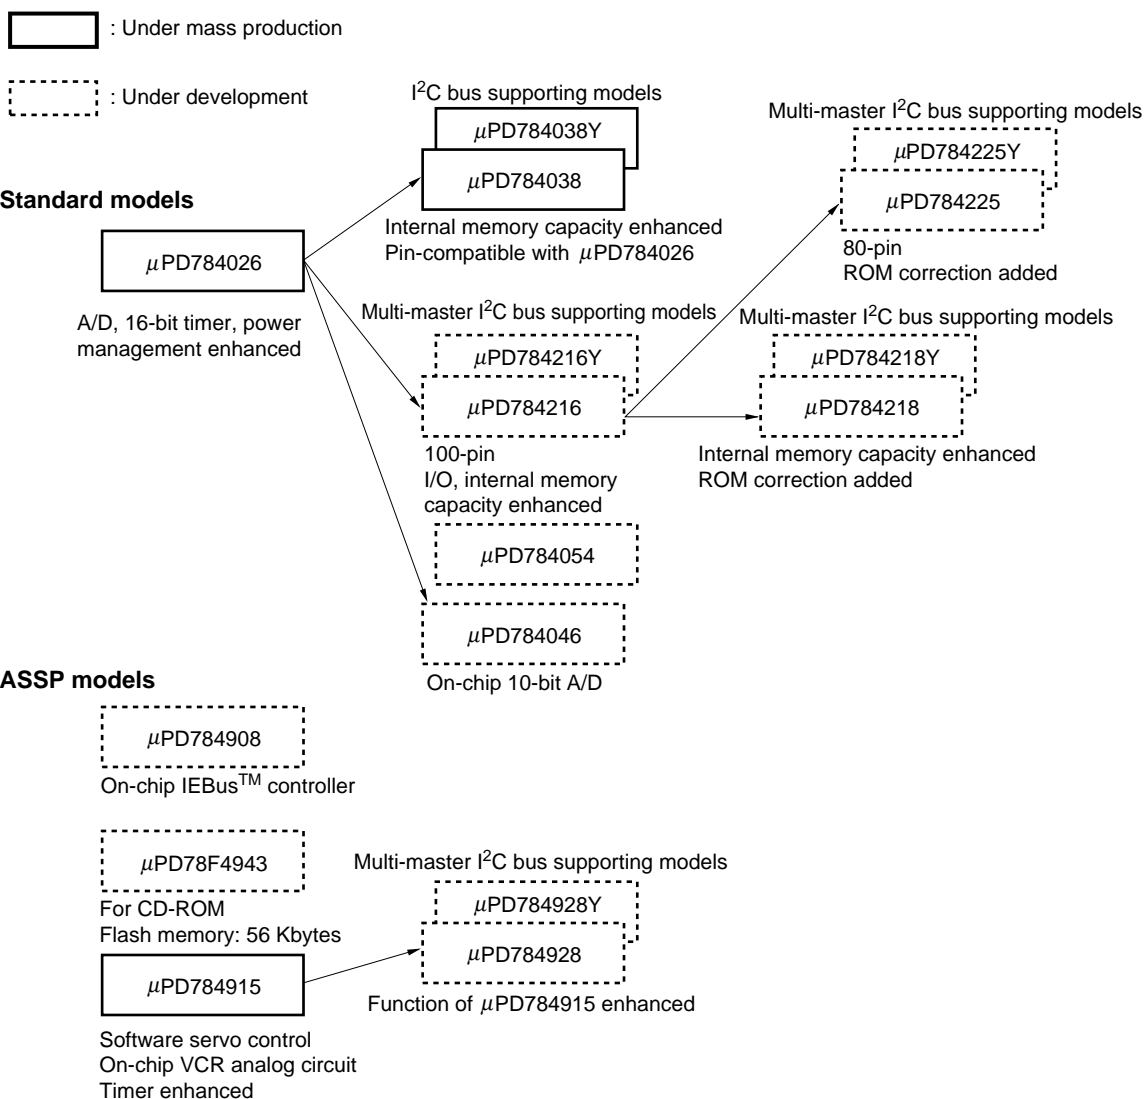 : Under mass production
: Under development
I²C bus supporting models
μPD784038Y
μPD784038
Internal memory capacity enhanced
Pin-compatible with μPD784026
Multi-master I²C bus supporting models
μPD784225Y
μPD784225
80-pin
ROM correction added
Standard models
μPD784026
A/D, 16-bit timer, power
management enhanced
Multi-master I²C bus supporting models
μPD784216Y
μPD784216
100-pin
I/O, internal memory
capacity enhanced
Multi-master I²C bus supporting models
μPD784218Y
μPD784218
Internal memory capacity enhanced
ROM correction added
μPD784054
μPD784046
On-chip 10-bit A/D
ASSP models
μPD784908
On-chip IEBus™ controller
μPD78F4943
For CD-ROM
Flash memory: 56 Kbytes
Multi-master I²C bus supporting models
μPD784928Y
μPD784928
Function of μPD784915 enhanced
μPD784915
Software servo control
On-chip VCR analog circuit
Timer enhanced